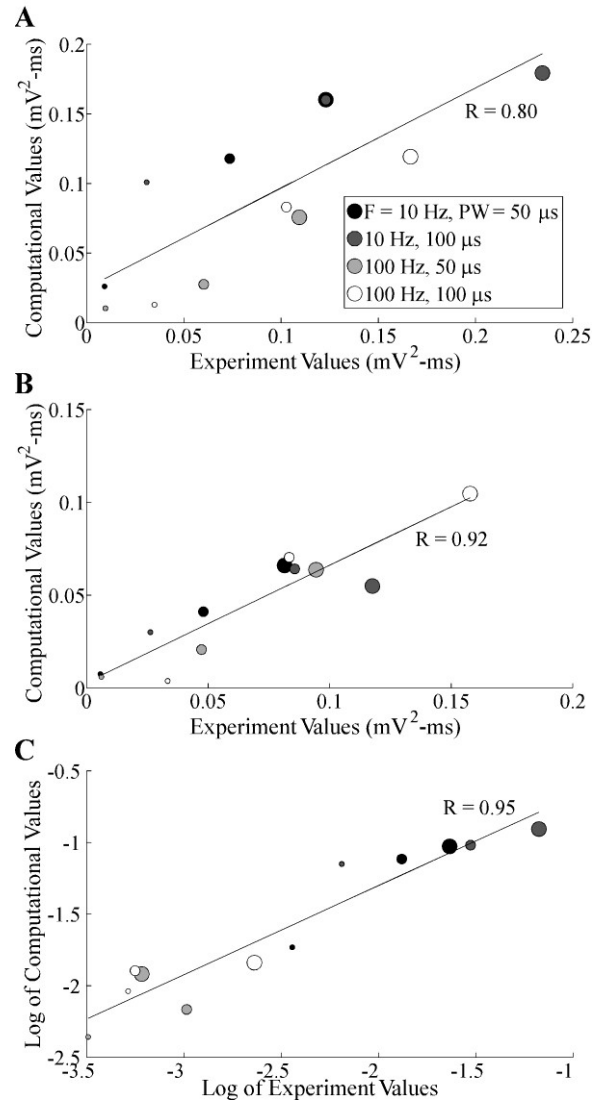 A
0.2
0.15
0.1
0.05
0
Computational Values (mV²-ms)
R = 0.80
F = 10 Hz, PW = 50 µs
10 Hz, 100 µs
100 Hz, 50 µs
100 Hz, 100 µs
0.05
0.1
0.15
0.2
0.25
Experiment Values (mV²-ms)
B
0.15
0.1
0.05
0
Computational Values (mV²-ms)
R = 0.92
0
0.05
0.1
0.15
0.2
Experiment Values (mV²-ms)
C
-0.5
-1
-1.5
-2
-2.5
Log of Computational Values
R = 0.95
-3.5
-3
-2.5
-2
-1.5
-1
Log of Experiment Values